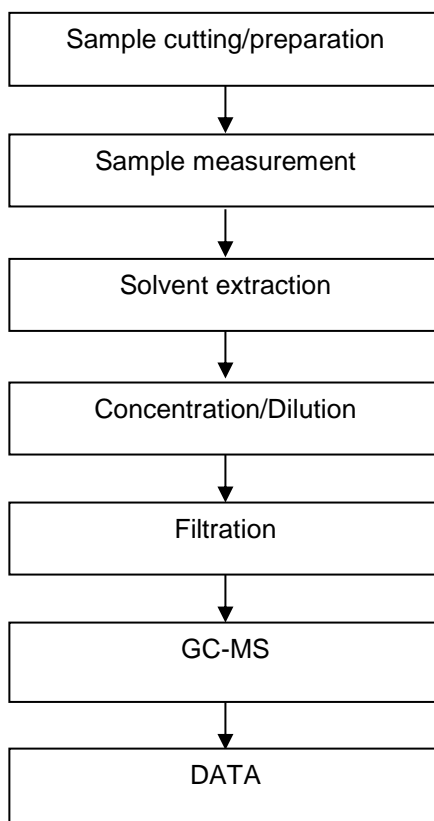 Sample cutting/preparation
Sample measurement
Solvent extraction
Concentration/Dilution
Filtration
GC-MS
DATA